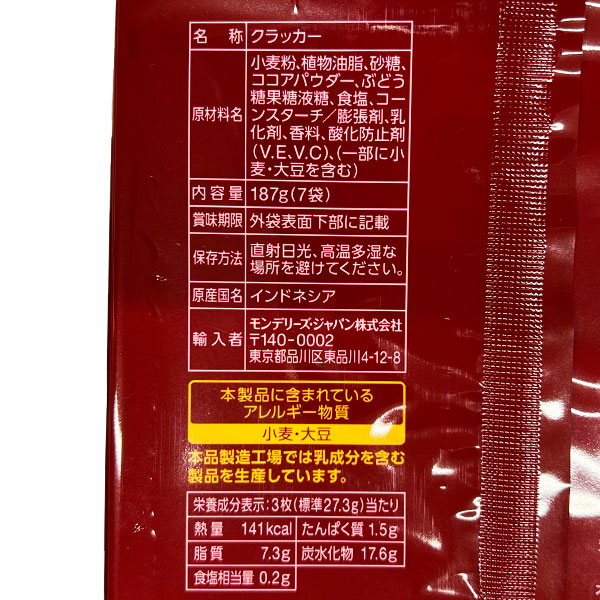 名称 クラッカー
原材料名 小麦粉、植物油脂、砂糖、
ココアパウダー、ぶどう
糖果糖液糖、食塩、コー
ンスターチ／膨張剤、乳
化剤、香料、酸化防止剤
(V.E、V.C)、(一部に小
麦・大豆を含む)
内容量 187g(7袋)
賞味期限 外袋表面下部に記載
保存方法 直射日光、高温多湿な
場所を避けてください。
原産国名 インドネシア
輸入者 モンデリーズ・ジャパン株式会社
〒140-0002
東京都品川区東品川4-12-8
本製品に含まれている
アレルギー物質
小麦・大豆
本品製造工場では乳成分を含む
製品を生産しています。
栄養成分表示:3枚(標準27.3g)当たり
熱量 141kcal たんぱく質 1.5g
脂質 7.3g 炭水化物 17.6g
食塩相当量 0.2g